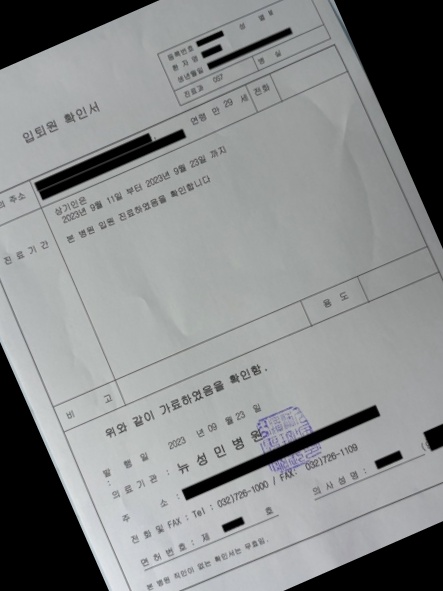 등록번호 성 별
환 자 명
생년월일 병 실
진료과 007
입퇴원 확인서
주소 연령 만 29 세 전화
상기인은
2023년 9월 11일 부터 2023년 9월 23일 까지
본 병원 입원 진료하였음을 확인합니다
진 료 기 간
용 도
비 고
위와 같이 가료하였음을 확인함.
발 행 일 2023 년 09 월 23 일
의료기관 : 뉴 성 민 병 원
주 소 :
전화 및 FAX : Tel : 032)726-1000 / FAX: 032)726-1109
면 허 번 호 : 제 호 의 사 성 명 :
본 병원 직인이 없는 확인서는 무효임.